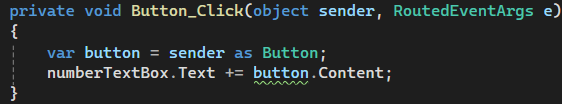 private void Button_Click(object sender, RoutedEventArgs e)
{
    var button = sender as Button;
    numberTextBox.Text += button.Content;
}